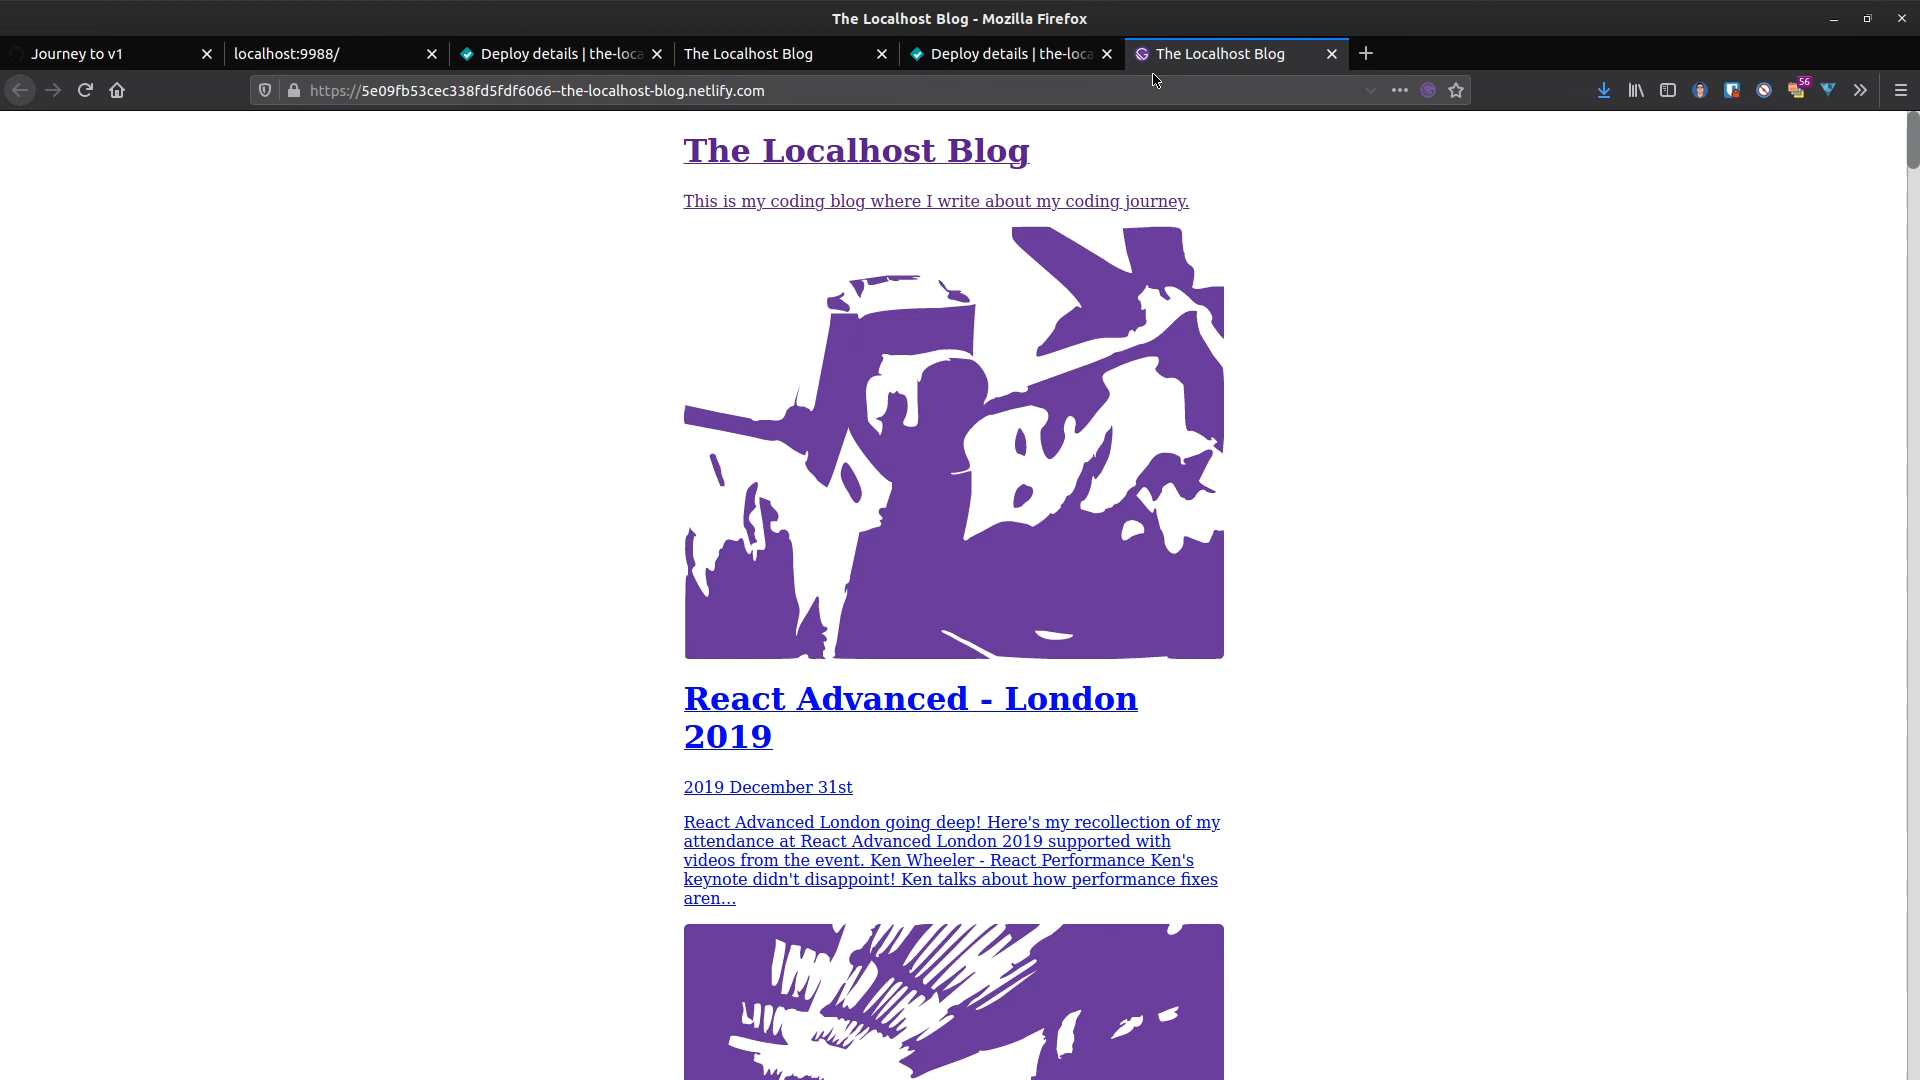 The Localhost Blog - Mozilla Firefox
Journey to v1
localhost:9988/
Deploy details | the-loca
The Localhost Blog
Deploy details | the-loca
The Localhost Blog
https://5e09fb53cec338fd5fdf6066--the-localhost-blog.netlify.com
56
The Localhost Blog
This is my coding blog where I write about my coding journey.
React Advanced - London
2019
2019 December 31st
React Advanced London going deep! Here's my recollection of my
attendance at React Advanced London 2019 supported with
videos from the event. Ken Wheeler - React Performance Ken's
keynote didn't disappoint! Ken talks about how performance fixes
aren…